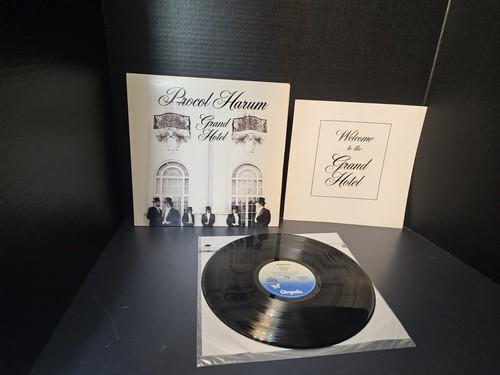 Procol Harum
Grand
Hotel
Welcome
to the
Grand
Hotel
Chrysalis